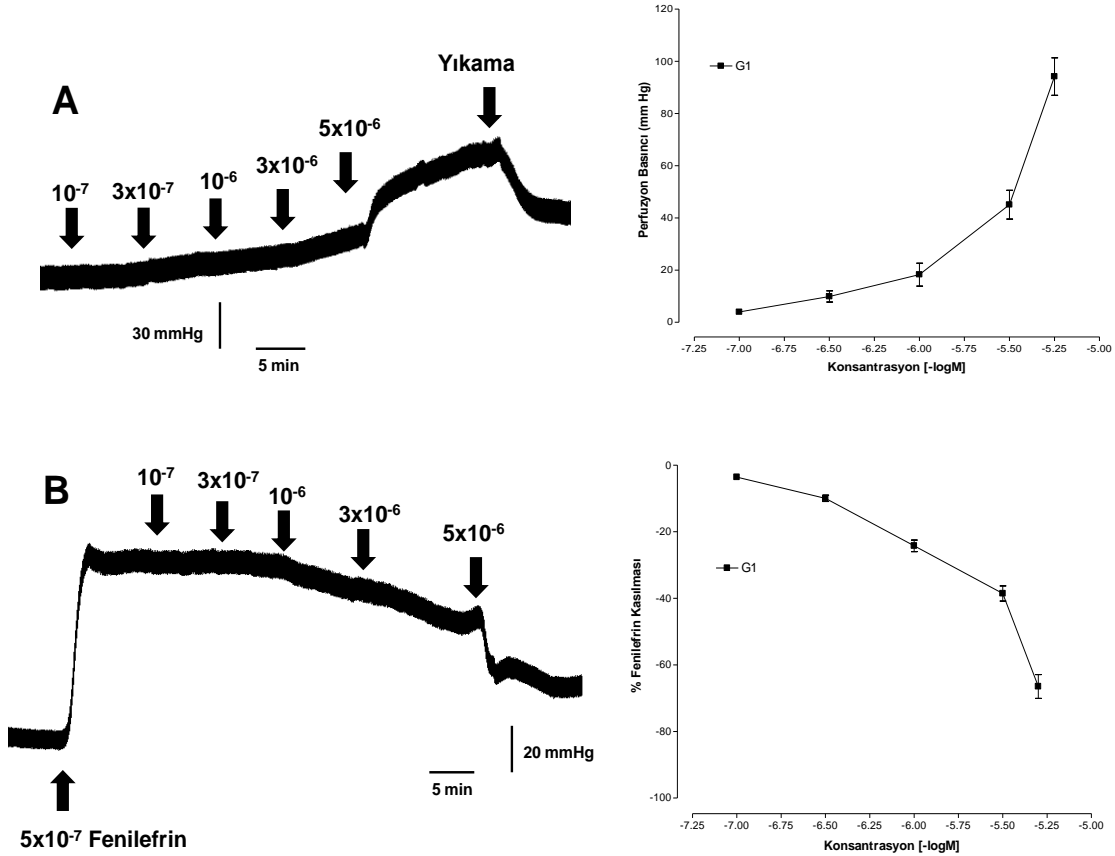 A
Yıkama
5x10⁻⁶
3x10⁻⁶
10⁻⁶
3x10⁻⁷
10⁻⁷
30 mmHg
5 min
120
100
80
60
40
20
0
Perfuzyon Basıncı (mm Hg)
G1
-7.25 -7.00 -6.75 -6.50 -6.25 -6.00 -5.75 -5.50 -5.25 -5.00
Konsantrasyon [-logM]
B
10⁻⁷
3x10⁻⁷
10⁻⁶
3x10⁻⁶
5x10⁻⁶
20 mmHg
5 min
5x10⁻⁷ Fenilefrin
0
-20
-40
-60
-80
-100
% Fenilefrin Kasılması
G1
-7.25 -7.00 -6.75 -6.50 -6.25 -6.00 -5.75 -5.50 -5.25 -5.00
Konsantrasyon [-logM]